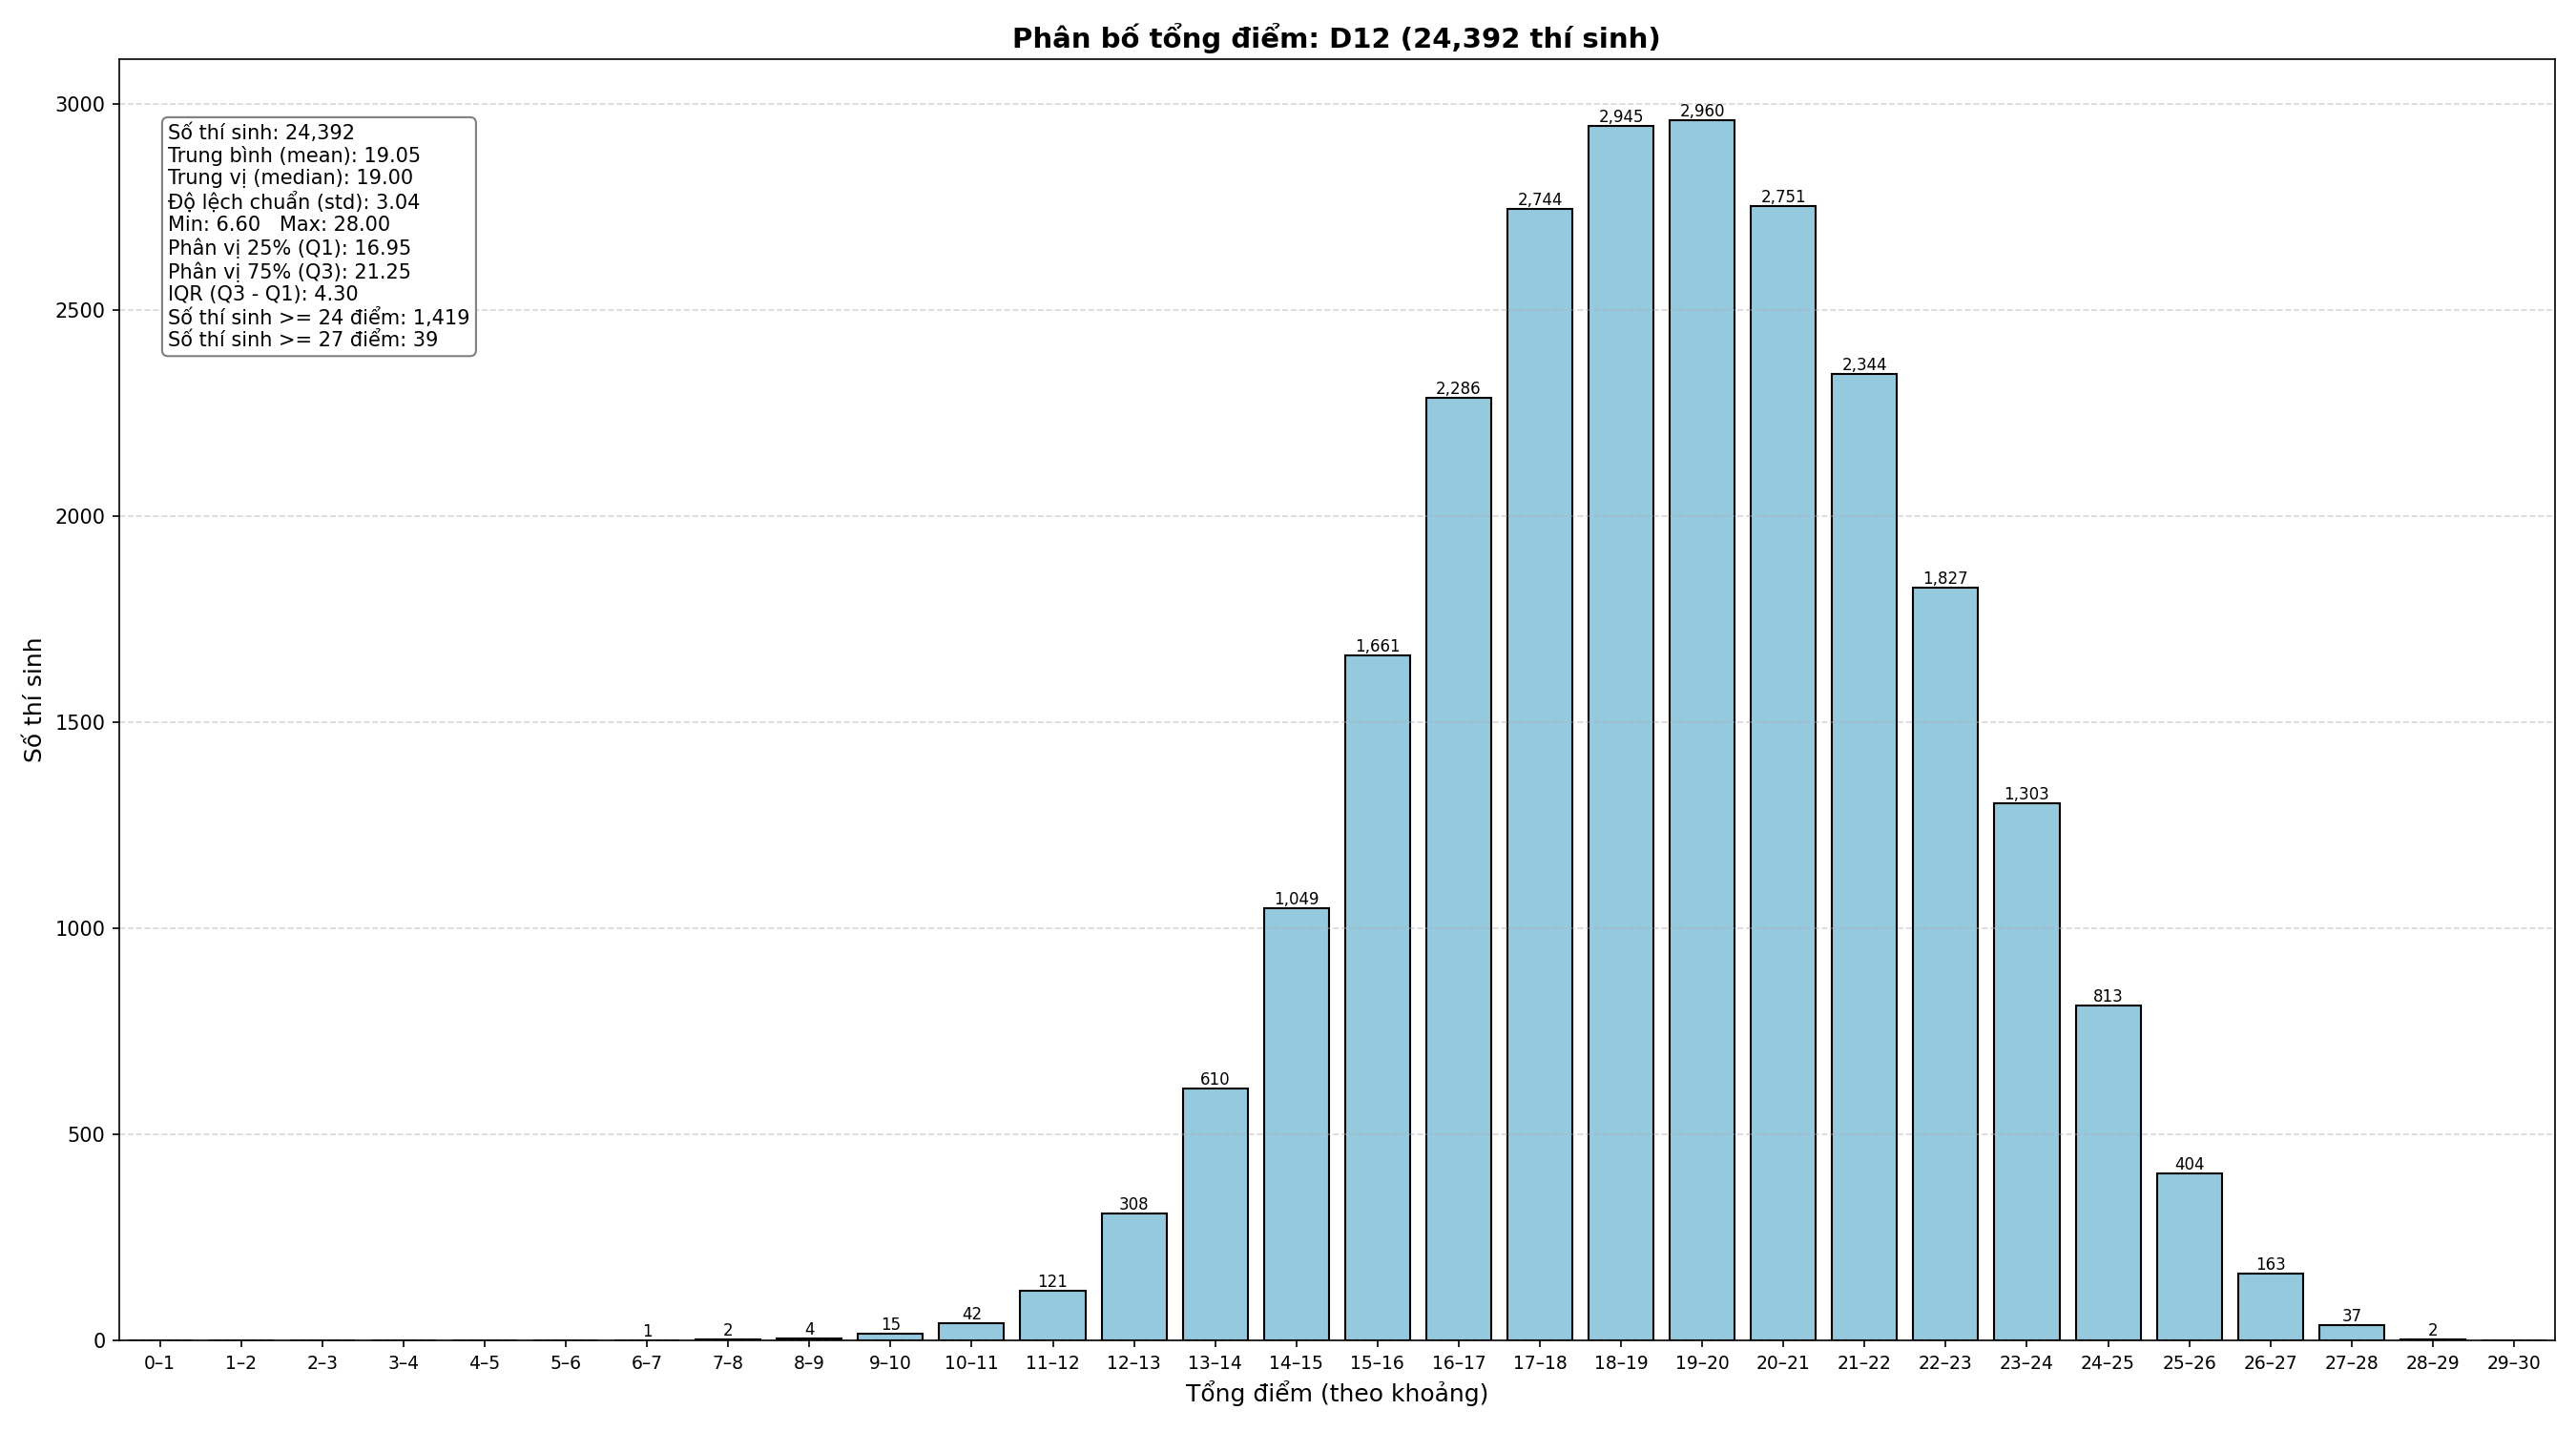 Phân bố tổng điểm: D12 (24,392 thí sinh)
Số thí sinh: 24,392
Trung bình (mean): 19.05
Trung vị (median): 19.00
Độ lệch chuẩn (std): 3.04
Min: 6.60   Max: 28.00
Phân vị 25% (Q1): 16.95
Phân vị 75% (Q3): 21.25
IQR (Q3 - Q1): 4.30
Số thí sinh >= 24 điểm: 1,419
Số thí sinh >= 27 điểm: 39
Số thí sinh
3000
2500
2000
1500
1000
500
0
1
2
4
15
42
121
308
610
1,049
1,661
2,286
2,744
2,945
2,960
2,751
2,344
1,827
1,303
813
404
163
37
2
0–1 1–2 2–3 3–4 4–5 5–6 6–7 7–8 8–9 9–10 10–11 11–12 12–13 13–14 14–15 15–16 16–17 17–18 18–19 19–20 20–21 21–22 22–23 23–24 24–25 25–26 26–27 27–28 28–29 29–30
Tổng điểm (theo khoảng)